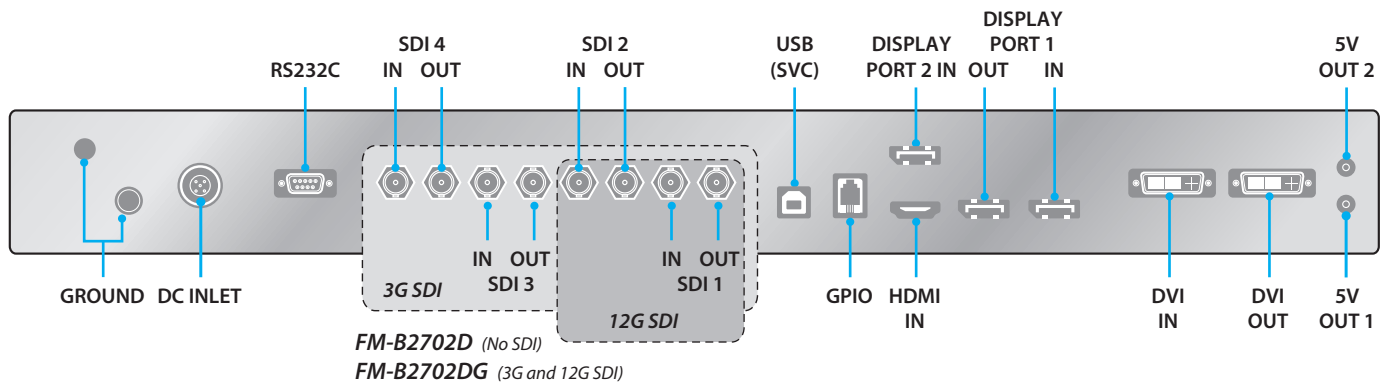 RS232C
SDI 4
IN OUT
SDI 2
IN OUT
USB
(SVC)
DISPLAY
PORT 2 IN
DISPLAY
PORT 1
OUT IN
5V
OUT 2
GROUND
DC INLET
3G SDI
IN OUT
SDI 3
IN OUT
SDI 1
12G SDI
GPIO
HDMI
IN
DVI
IN
DVI
OUT
5V
OUT 1
FM-B2702D (No SDI)
FM-B2702DG (3G and 12G SDI)